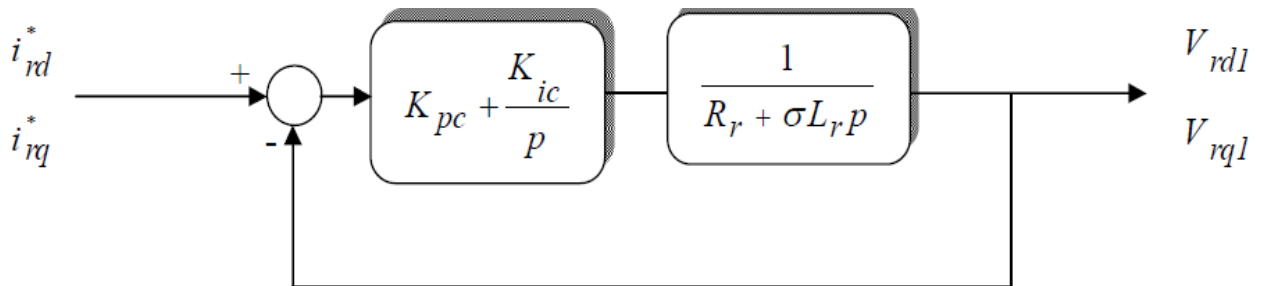 i*rd
i*rq
+
-
Kpc + Kic/p
1/(Rr + σLr p)
Vrd1
Vrq1